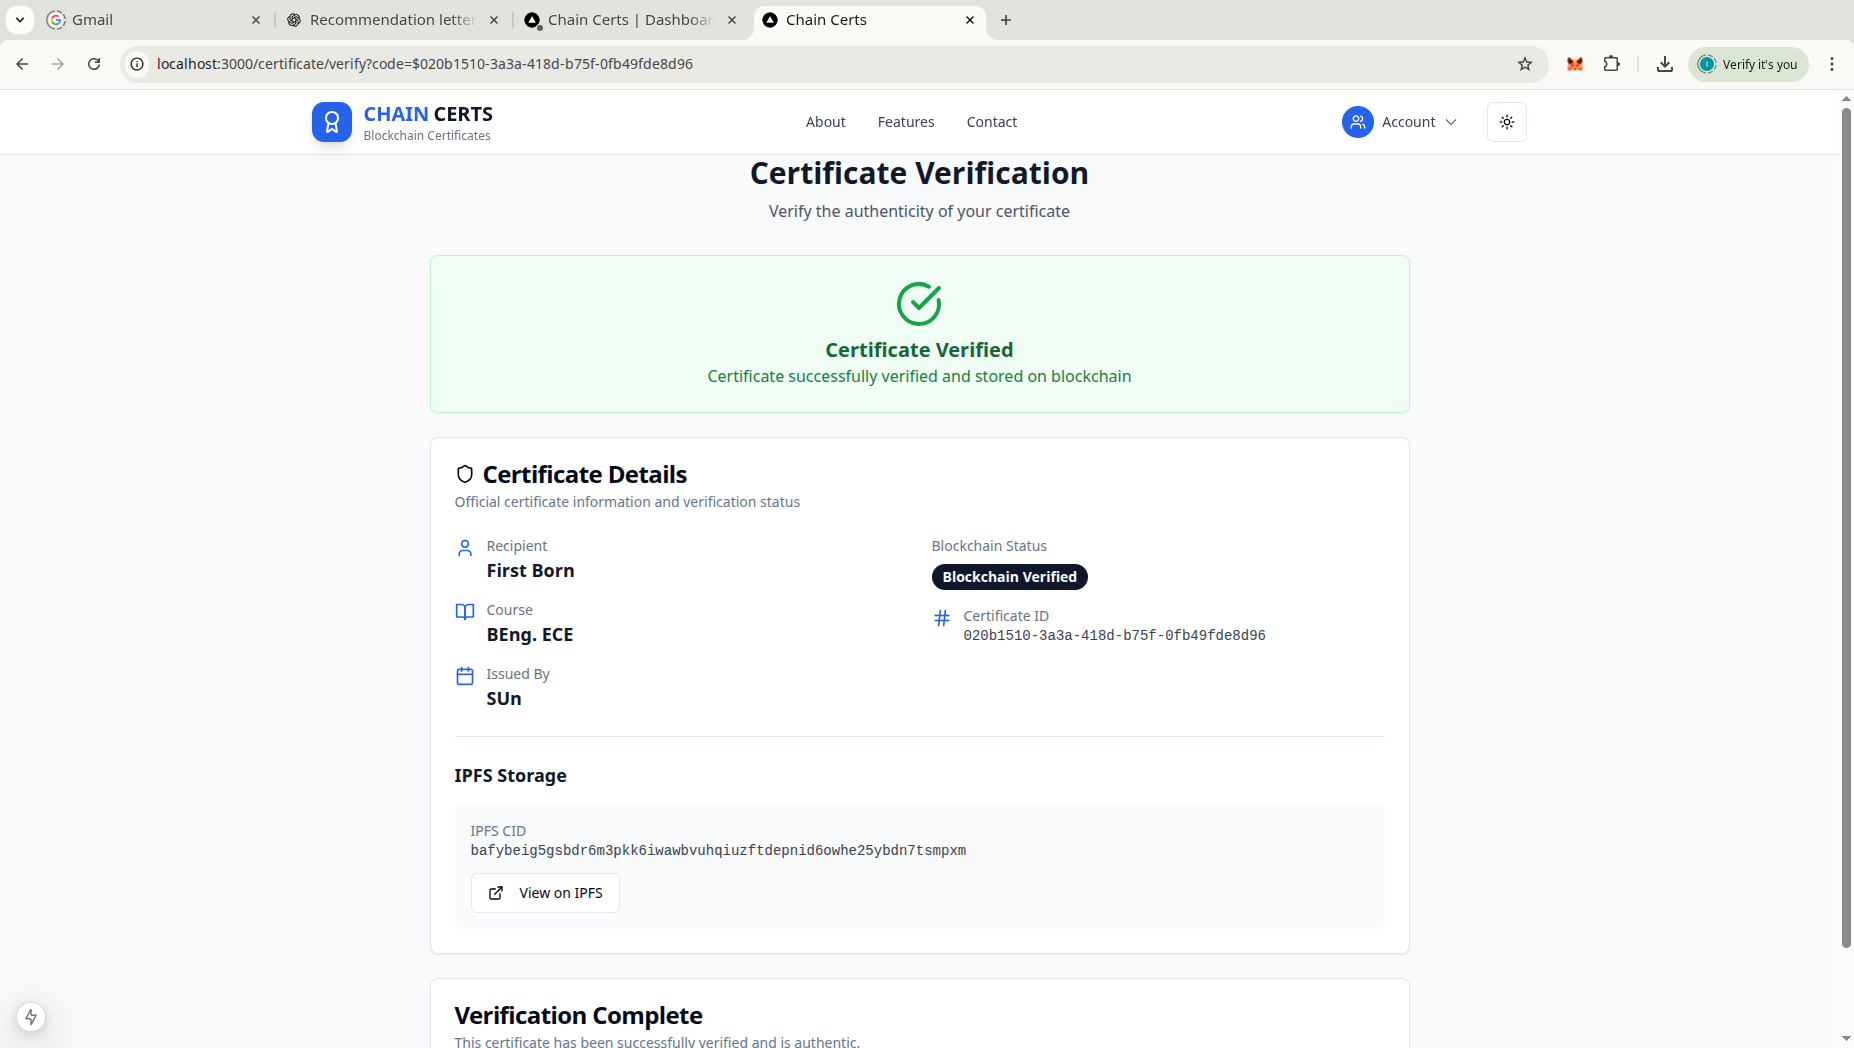 Gmail
Recommendation letter
Chain Certs | Dashboar
Chain Certs
localhost:3000/certificate/verify?code=$020b1510-3a3a-418d-b75f-0fb49fde8d96
Verify it's you
CHAIN CERTS
Blockchain Certificates
About
Features
Contact
Account
Certificate Verification
Verify the authenticity of your certificate
Certificate Verified
Certificate successfully verified and stored on blockchain
Certificate Details
Official certificate information and verification status
Recipient
First Born
Course
BEng. ECE
Issued By
SUn
Blockchain Status
Blockchain Verified
Certificate ID
020b1510-3a3a-418d-b75f-0fb49fde8d96
IPFS Storage
IPFS CID
bafybeig5gsbdr6m3pkk6iwawbvuhqiuzftdepnid6owhe25ybdn7tsmpxm
View on IPFS
Verification Complete
This certificate has been successfully verified and is authentic.